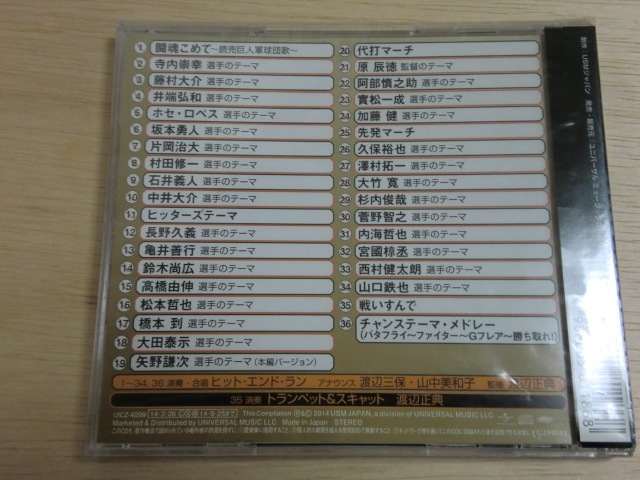 1 闘魂こめて～読売巨人軍球団歌～
2 寺内崇幸 選手のテーマ
3 藤村大介 選手のテーマ
4 井端弘和 選手のテーマ
5 ホセ・ロペス 選手のテーマ
6 坂本勇人 選手のテーマ
7 片岡治大 選手のテーマ
8 村田修一 選手のテーマ
9 石井義人 選手のテーマ
10 中井大介 選手のテーマ
11 ヒッターズテーマ
12 長野久義 選手のテーマ
13 亀井善行 選手のテーマ
14 鈴木尚広 選手のテーマ
15 高橋由伸 選手のテーマ
16 松本哲也 選手のテーマ
17 橋本 到 選手のテーマ
18 大田泰示 選手のテーマ
19 矢野謙次 選手のテーマ (本編バージョン)
20 代打マーチ
21 原 辰徳 監督のテーマ
22 阿部慎之助 選手のテーマ
23 實松一成 選手のテーマ
24 加藤 健 選手のテーマ
25 先発マーチ
26 久保裕也 選手のテーマ
27 澤村拓一 選手のテーマ
28 大竹 寛 選手のテーマ
29 杉内俊哉 選手のテーマ
30 菅野智之 選手のテーマ
31 内海哲也 選手のテーマ
32 宮國椋丞 選手のテーマ
33 西村健太朗 選手のテーマ
34 山口鉄也 選手のテーマ
35 戦いすんで
36 チャンステーマ・メドレー
(バタフライ～ファイター～Gフレア～勝ち取れ!)
1～34, 36 演奏・合唱 ヒット・エンド・ラン アナウンス 渡辺三保・山中美和子 監修 渡辺正典
35 演奏 トランペット&スキャット 渡辺正典
UICZ-4299 14・3・26 14・9・25まで This Compilation ℗&© 2014 USM JAPAN, a division of UNIVERSAL MUSIC LLC
Marketed & Distributed by UNIVERSAL MUSIC LLC Made in Japan STEREO